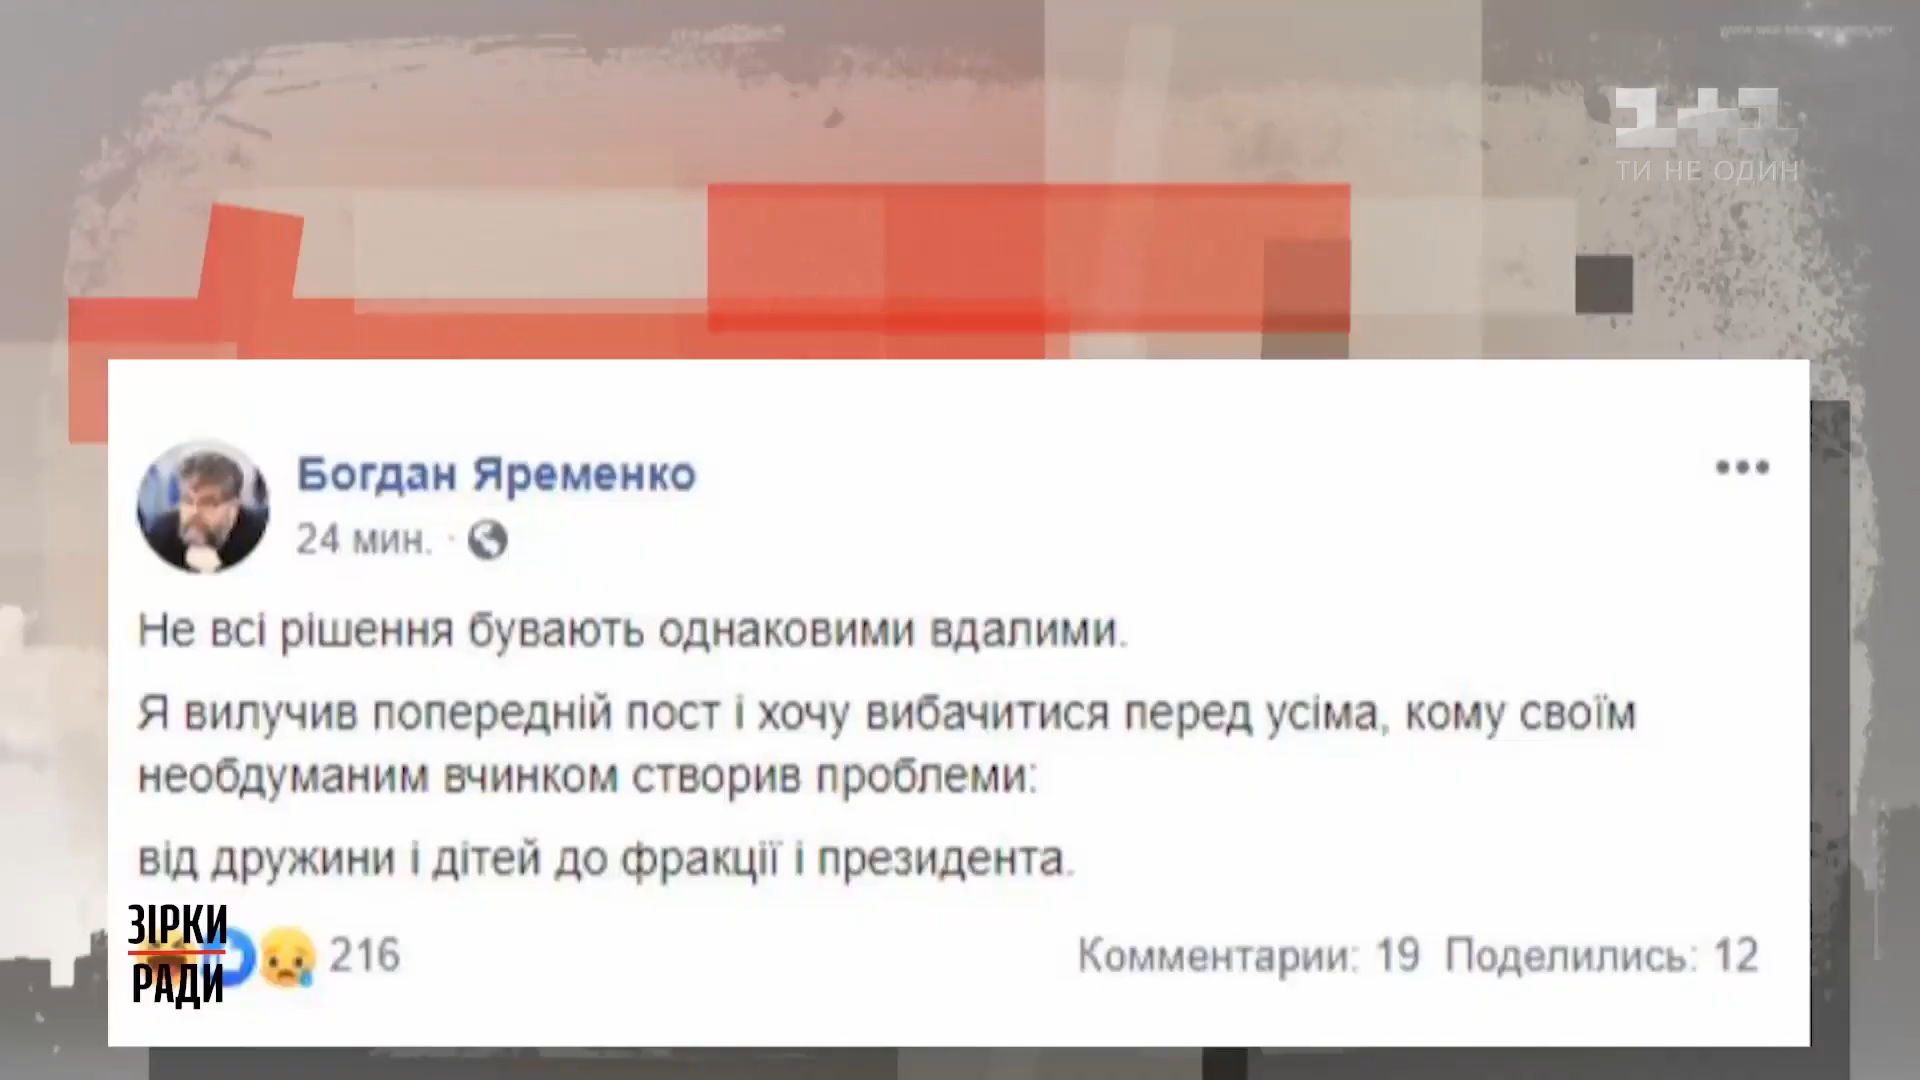 1+1
ТИ НЕ ОДИН
Богдан Яременко
24 мин.
Не всі рішення бувають однаковими вдалими.
Я вилучив попередній пост і хочу вибачитися перед усіма, кому своїм
необдуманим вчинком створив проблеми:
від дружини і дітей до фракції і президента.
ЗІРКИ
РАДИ
216
Комментарии: 19 Поделились: 12